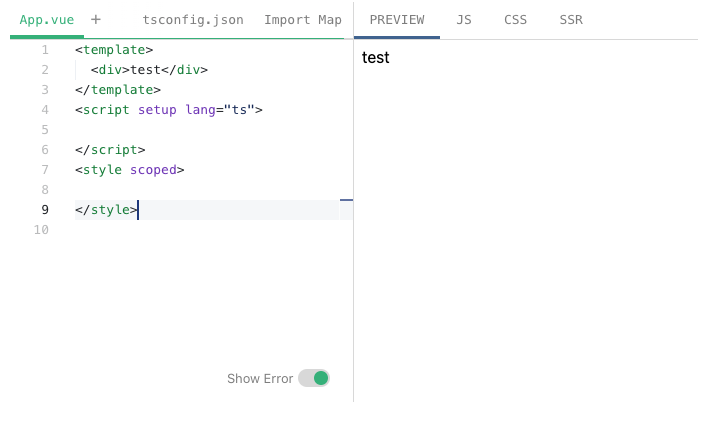 App.vue + tsconfig.json Import Map PREVIEW JS CSS SSR
1 <template>
2 <div>test</div>
3 </template>
4 <script setup lang="ts">
5
6 </script>
7 <style scoped>
8
9 </style>
10
Show Error
test